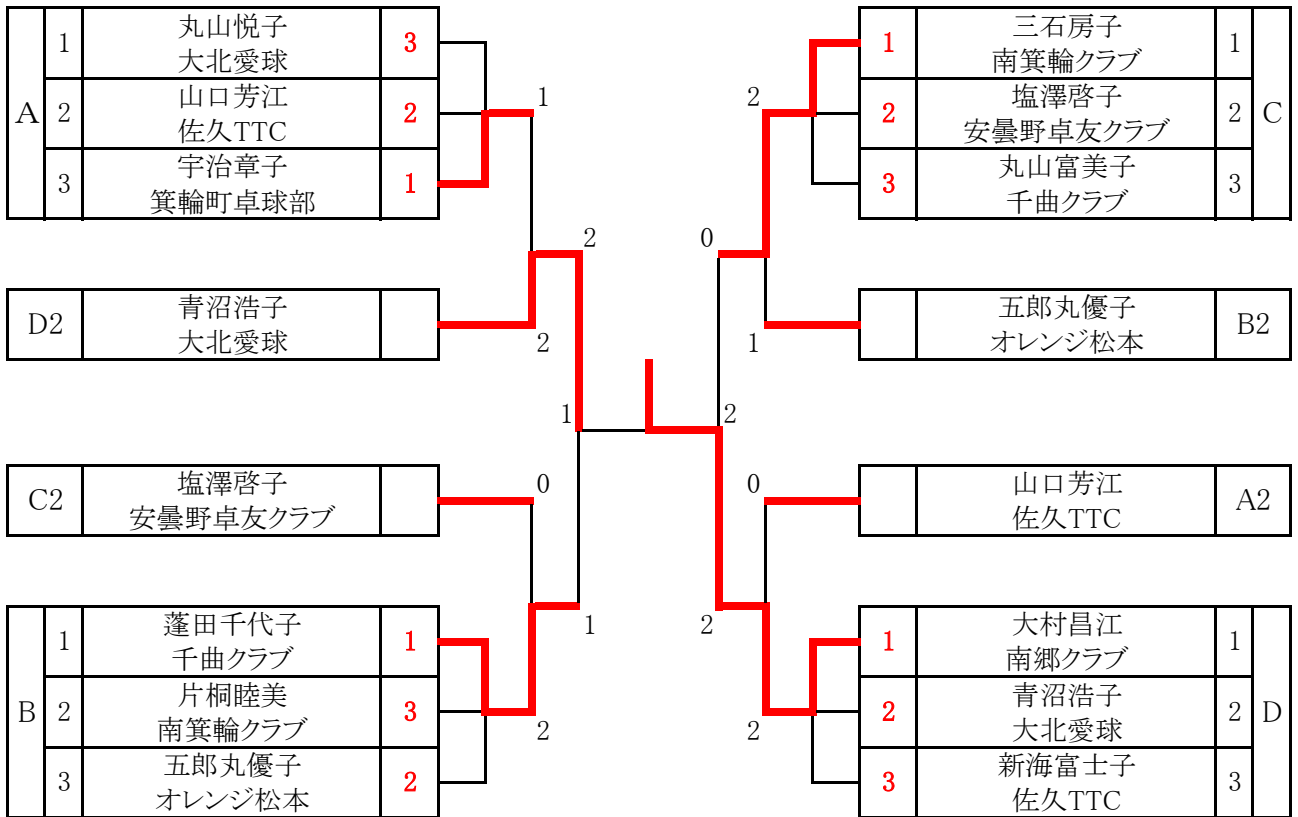 A
1 丸山悦子 3
大北愛球
2 山口芳江 2
佐久TTC
3 宇治章子 1
箕輪町卓球部
1
2
D2 青沼浩子
大北愛球
2
1
C2 塩澤啓子
安曇野卓友クラブ
0
1
B
1 蓬田千代子 1
千曲クラブ
2 片桐睦美 3
南箕輪クラブ
3 五郎丸優子 2
オレンジ松本
2
1 三石房子 1
南箕輪クラブ
2 塩澤啓子 2
安曇野卓友クラブ
3 丸山富美子 3
千曲クラブ
C
2
0
五郎丸優子 B2
オレンジ松本
1
2
山口芳江 A2
佐久TTC
0
2
1 大村昌江 1
南郷クラブ
2 青沼浩子 2
大北愛球
3 新海富士子 3
佐久TTC
D
2